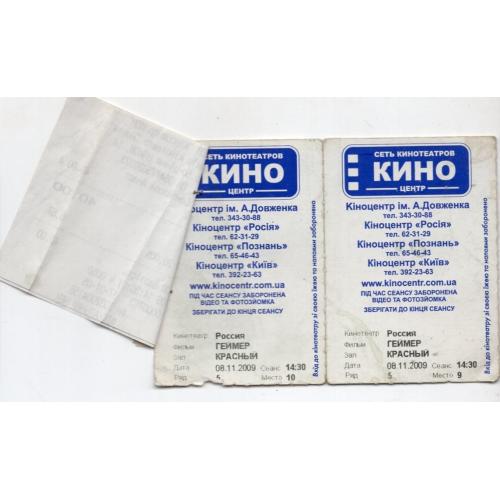 СЕТЬ КИНОТЕАТРОВ
КИНО
ЦЕНТР
Кіноцентр ім. А.Довженка
тел. 343-30-88
Кіноцентр «Росія»
тел. 62-31-29
Кіноцентр «Познань»
тел. 65-46-43
Кіноцентр «Київ»
тел. 392-23-63
www.kinocentr.com.ua
ПІД ЧАС СЕАНСУ ЗАБОРОНЕНА
ВІДЕО ТА ФОТОЗЙОМКА
ЗБЕРІГАТИ ДО КІНЦЯ СЕАНСУ
Кинотеатр Россия
Фильм ГЕЙМЕР
Зал КРАСНЫЙ
Дата 08.11.2009 Сеанс 14:30
Ряд 5 Место 10
Вхід до кінотеатру зі своєю їжею та напоями заборонено
СЕТЬ КИНОТЕАТРОВ
КИНО
ЦЕНТР
Кіноцентр ім. А.Довженка
тел. 343-30-88
Кіноцентр «Росія»
тел. 62-31-29
Кіноцентр «Познань»
тел. 65-46-43
Кіноцентр «Київ»
тел. 392-23-63
www.kinocentr.com.ua
ПІД ЧАС СЕАНСУ ЗАБОРОНЕНА
ВІДЕО ТА ФОТОЗЙОМКА
ЗБЕРІГАТИ ДО КІНЦЯ СЕАНСУ
Кинотеатр Россия
Фильм ГЕЙМЕР
Зал КРАСНЫЙ
Дата 08.11.2009 Сеанс 14:30
Ряд 5 Место 9
Вхід до кінотеатру зі своєю їжею та напоями заборонено